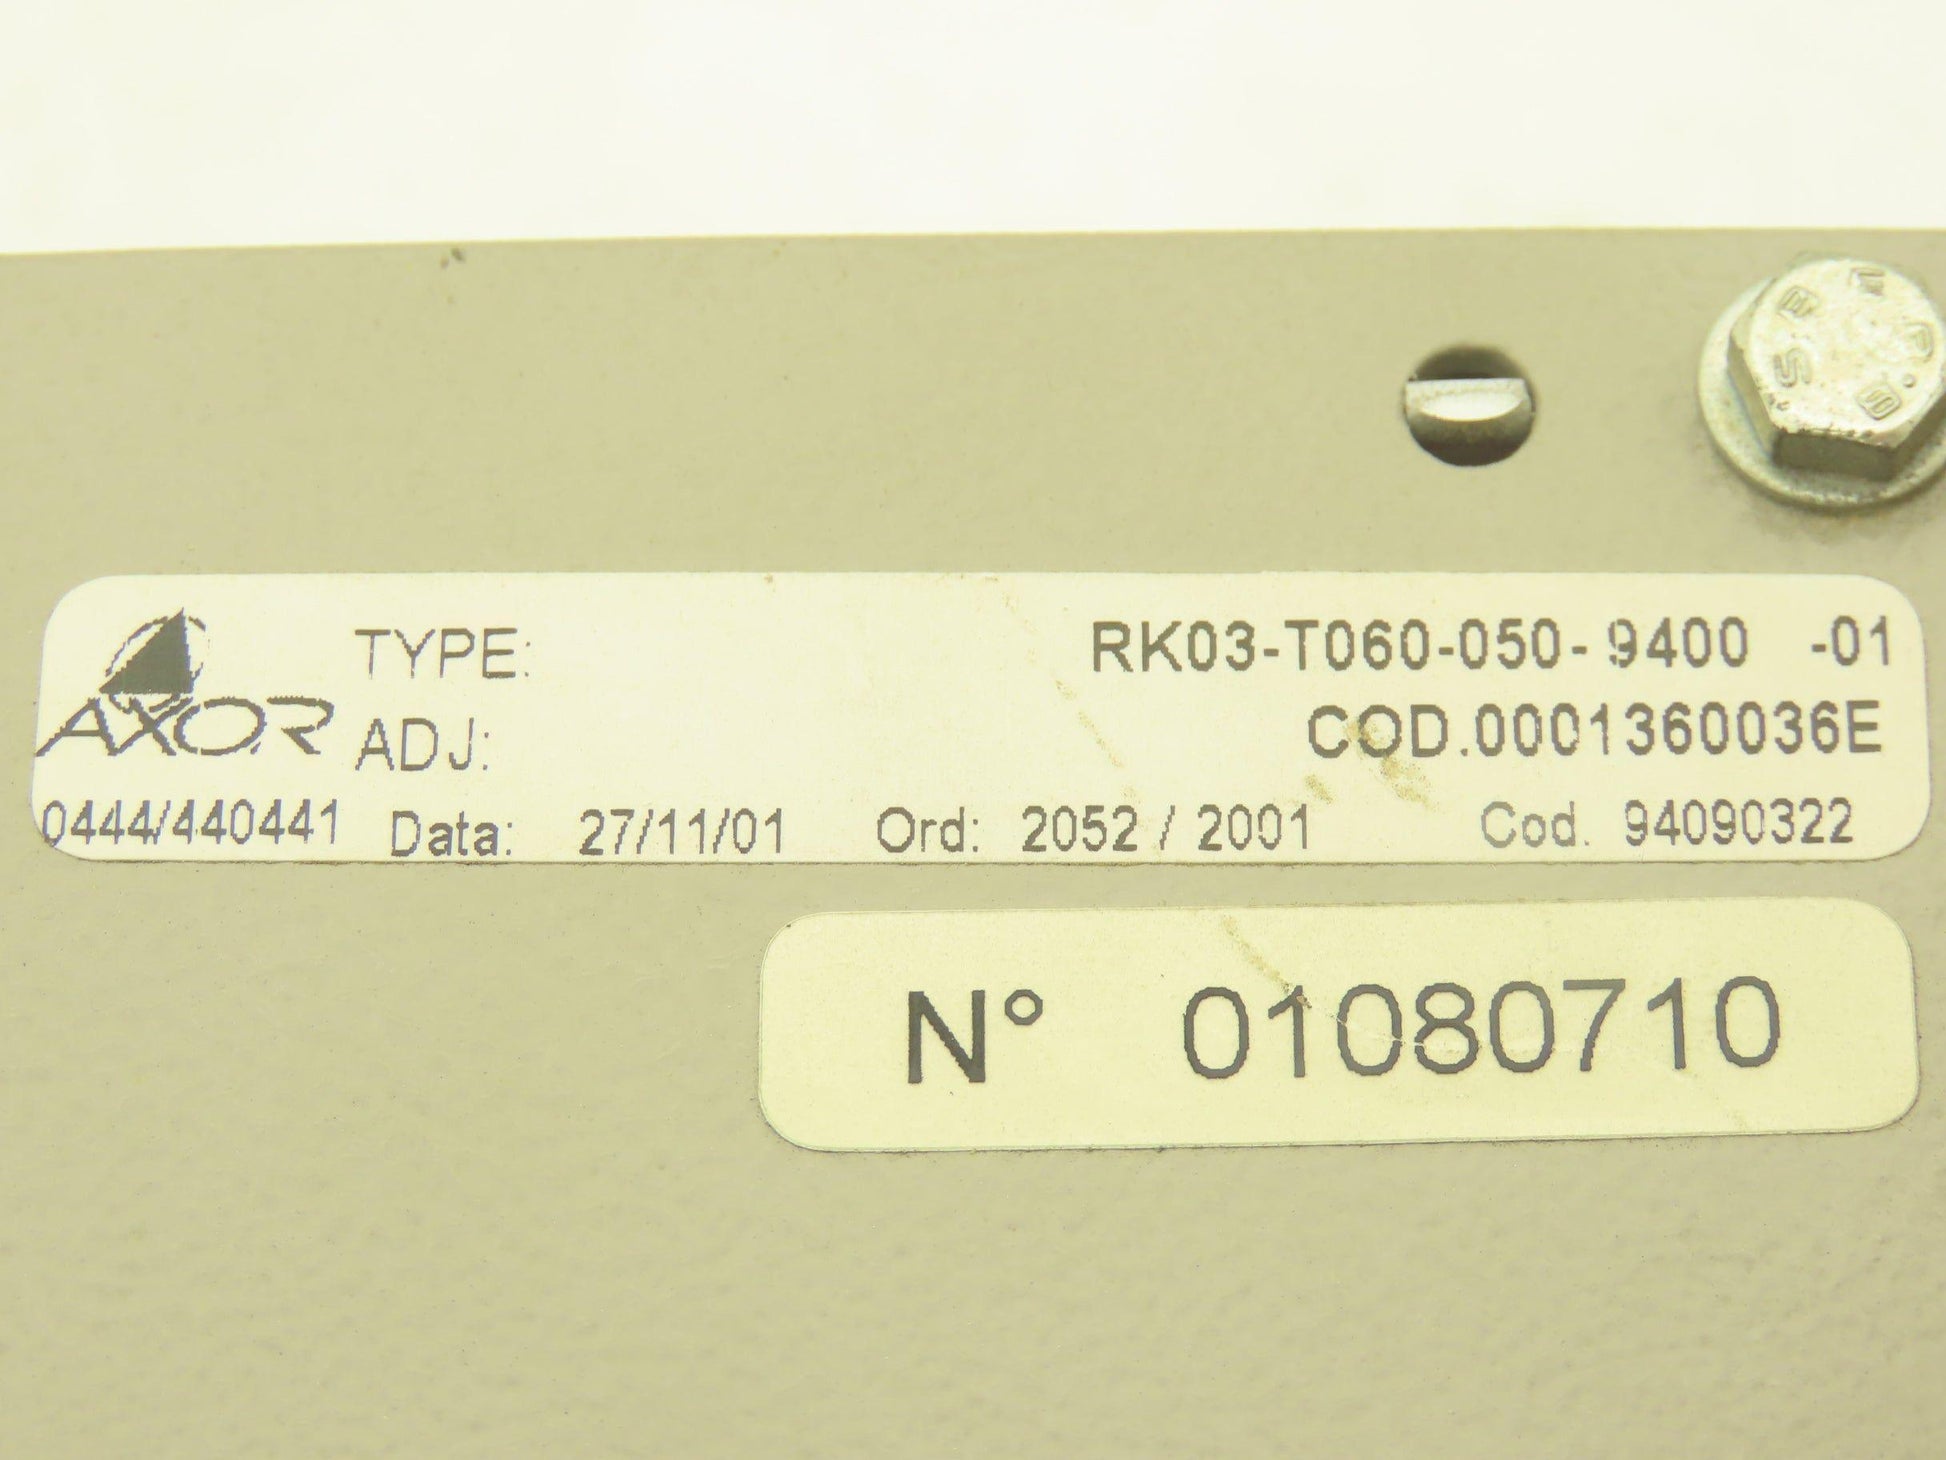 TYPE: RK03-T060-050-9400 -01
AXOR ADJ: COD.0001360036E
0444/440441 Data: 27/11/01 Ord: 2052 / 2001 Cod. 94090322
N° 01080710